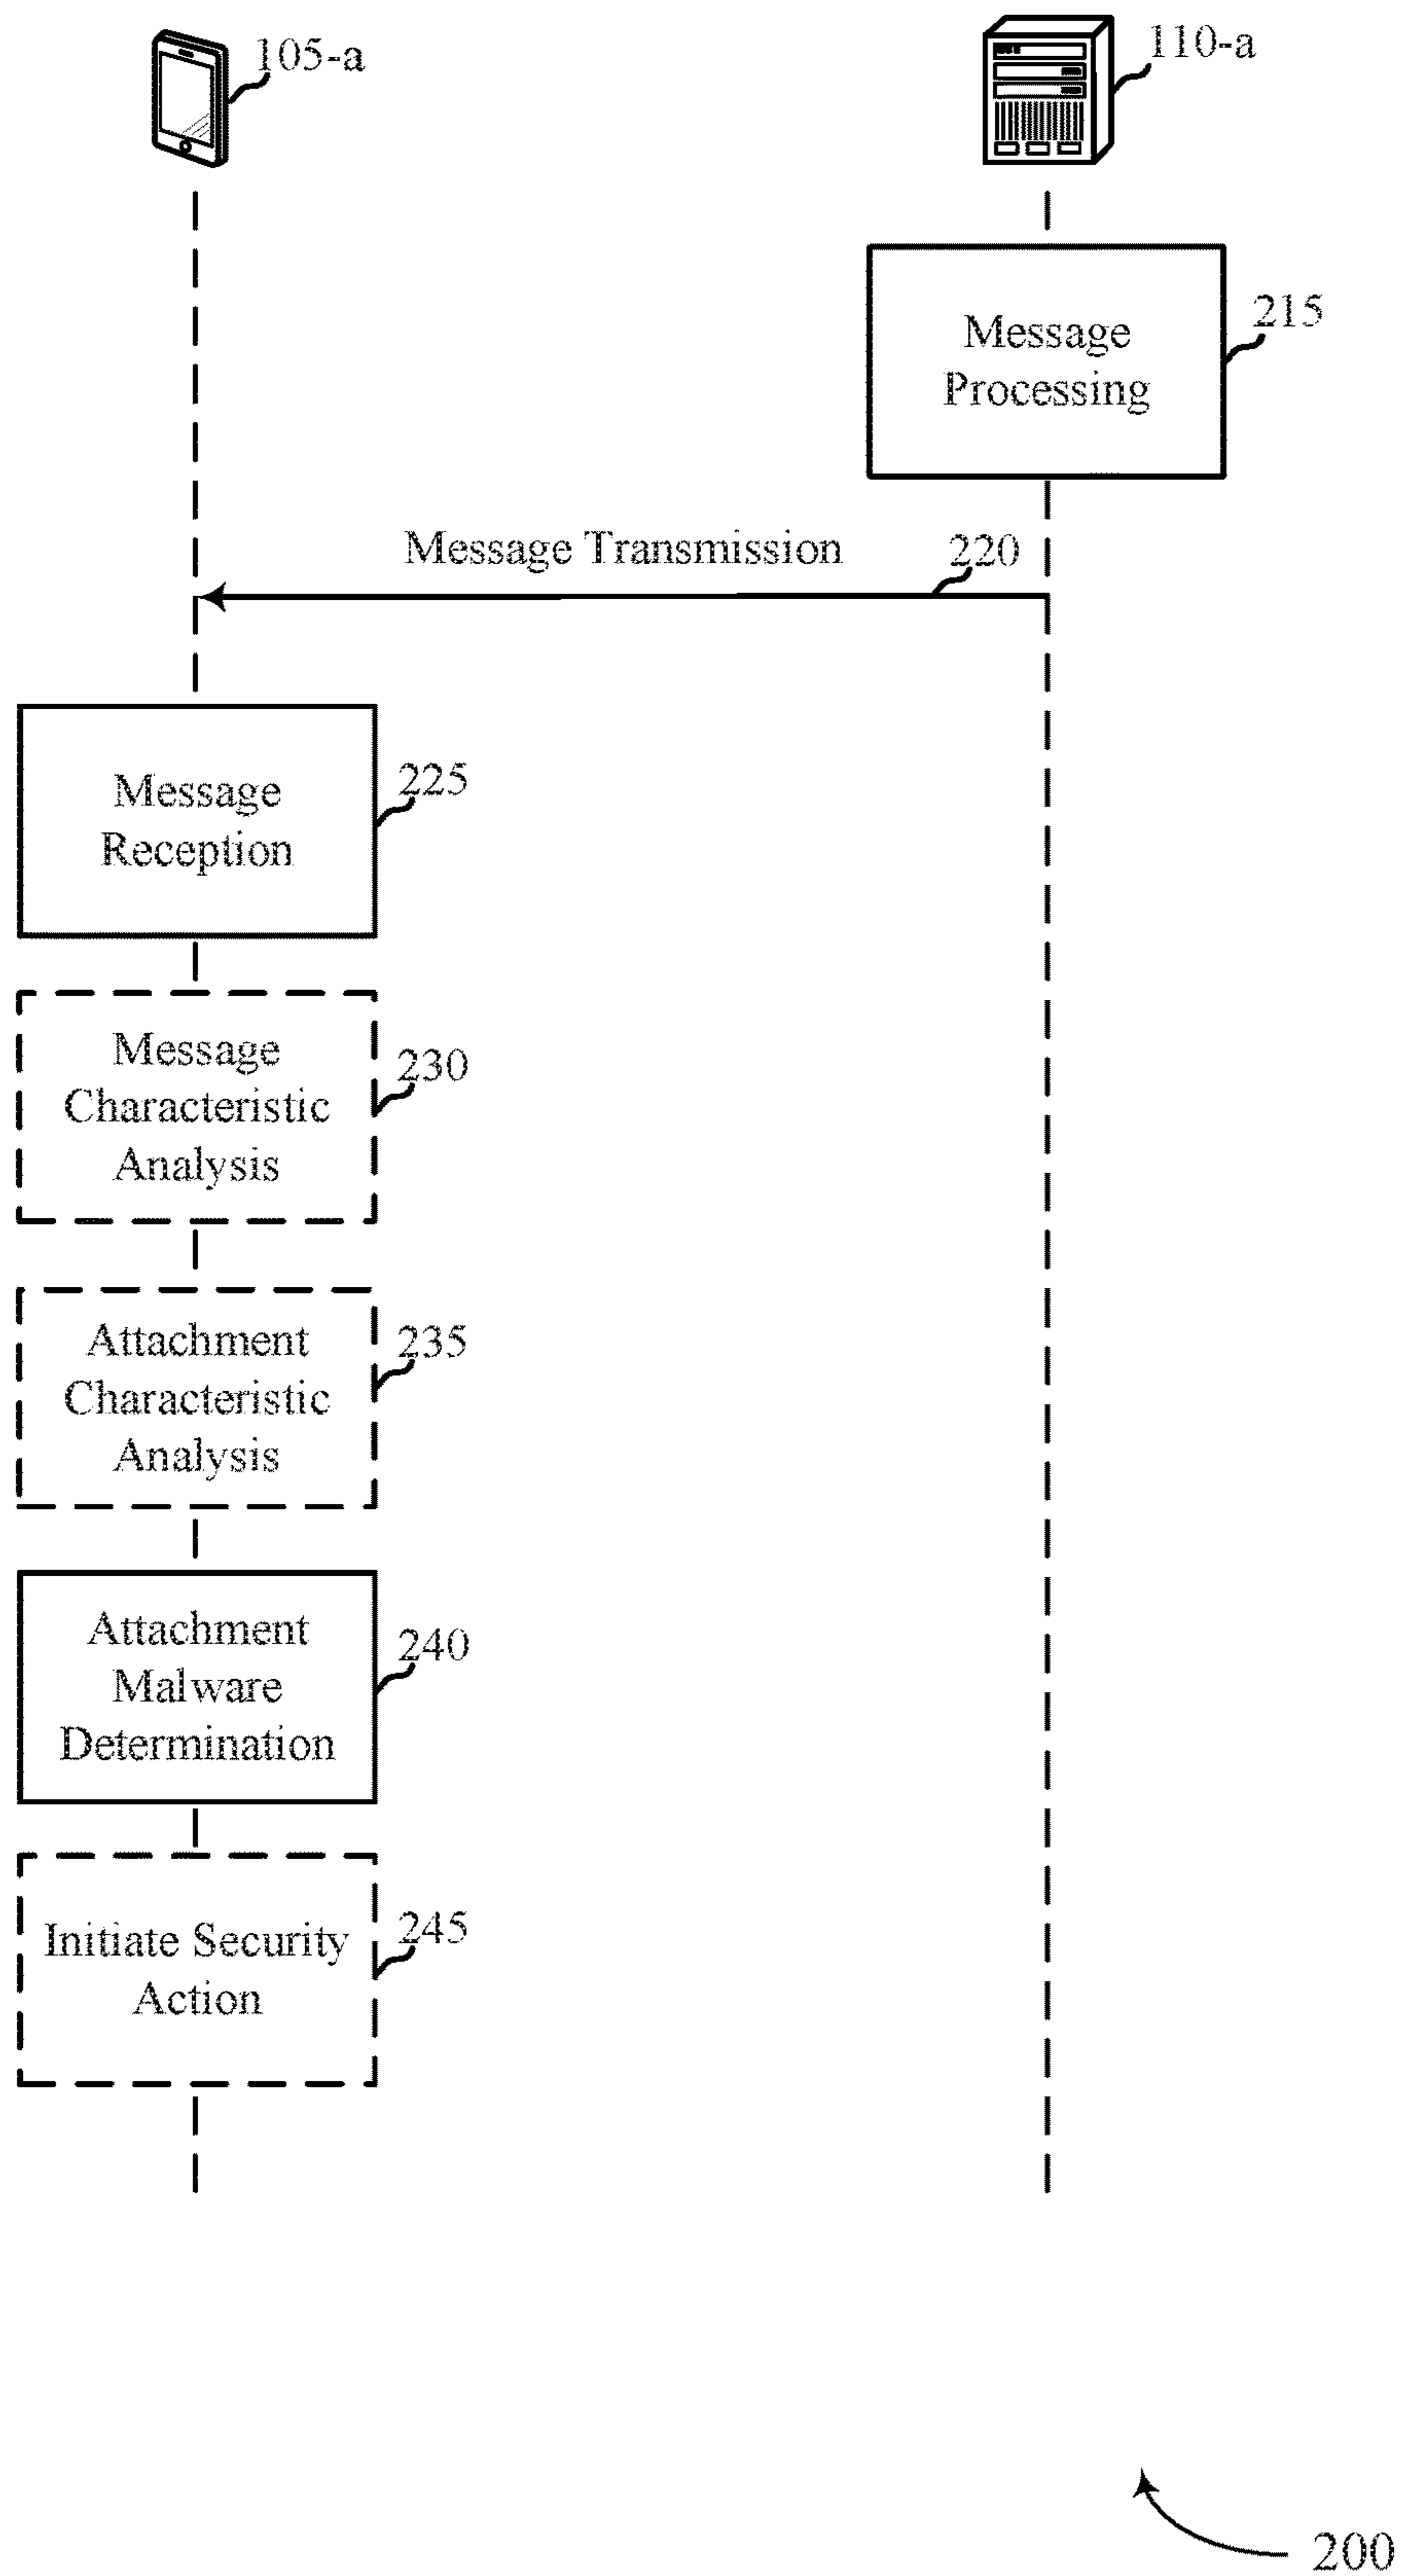 105-a
110-a
Message
Processing
215
Message Transmission
220
Message
Reception
225
Message
Characteristic
Analysis
230
Attachment
Characteristic
Analysis
235
Attachment
Malware
Determination
240
Initiate Security
Action
245
200